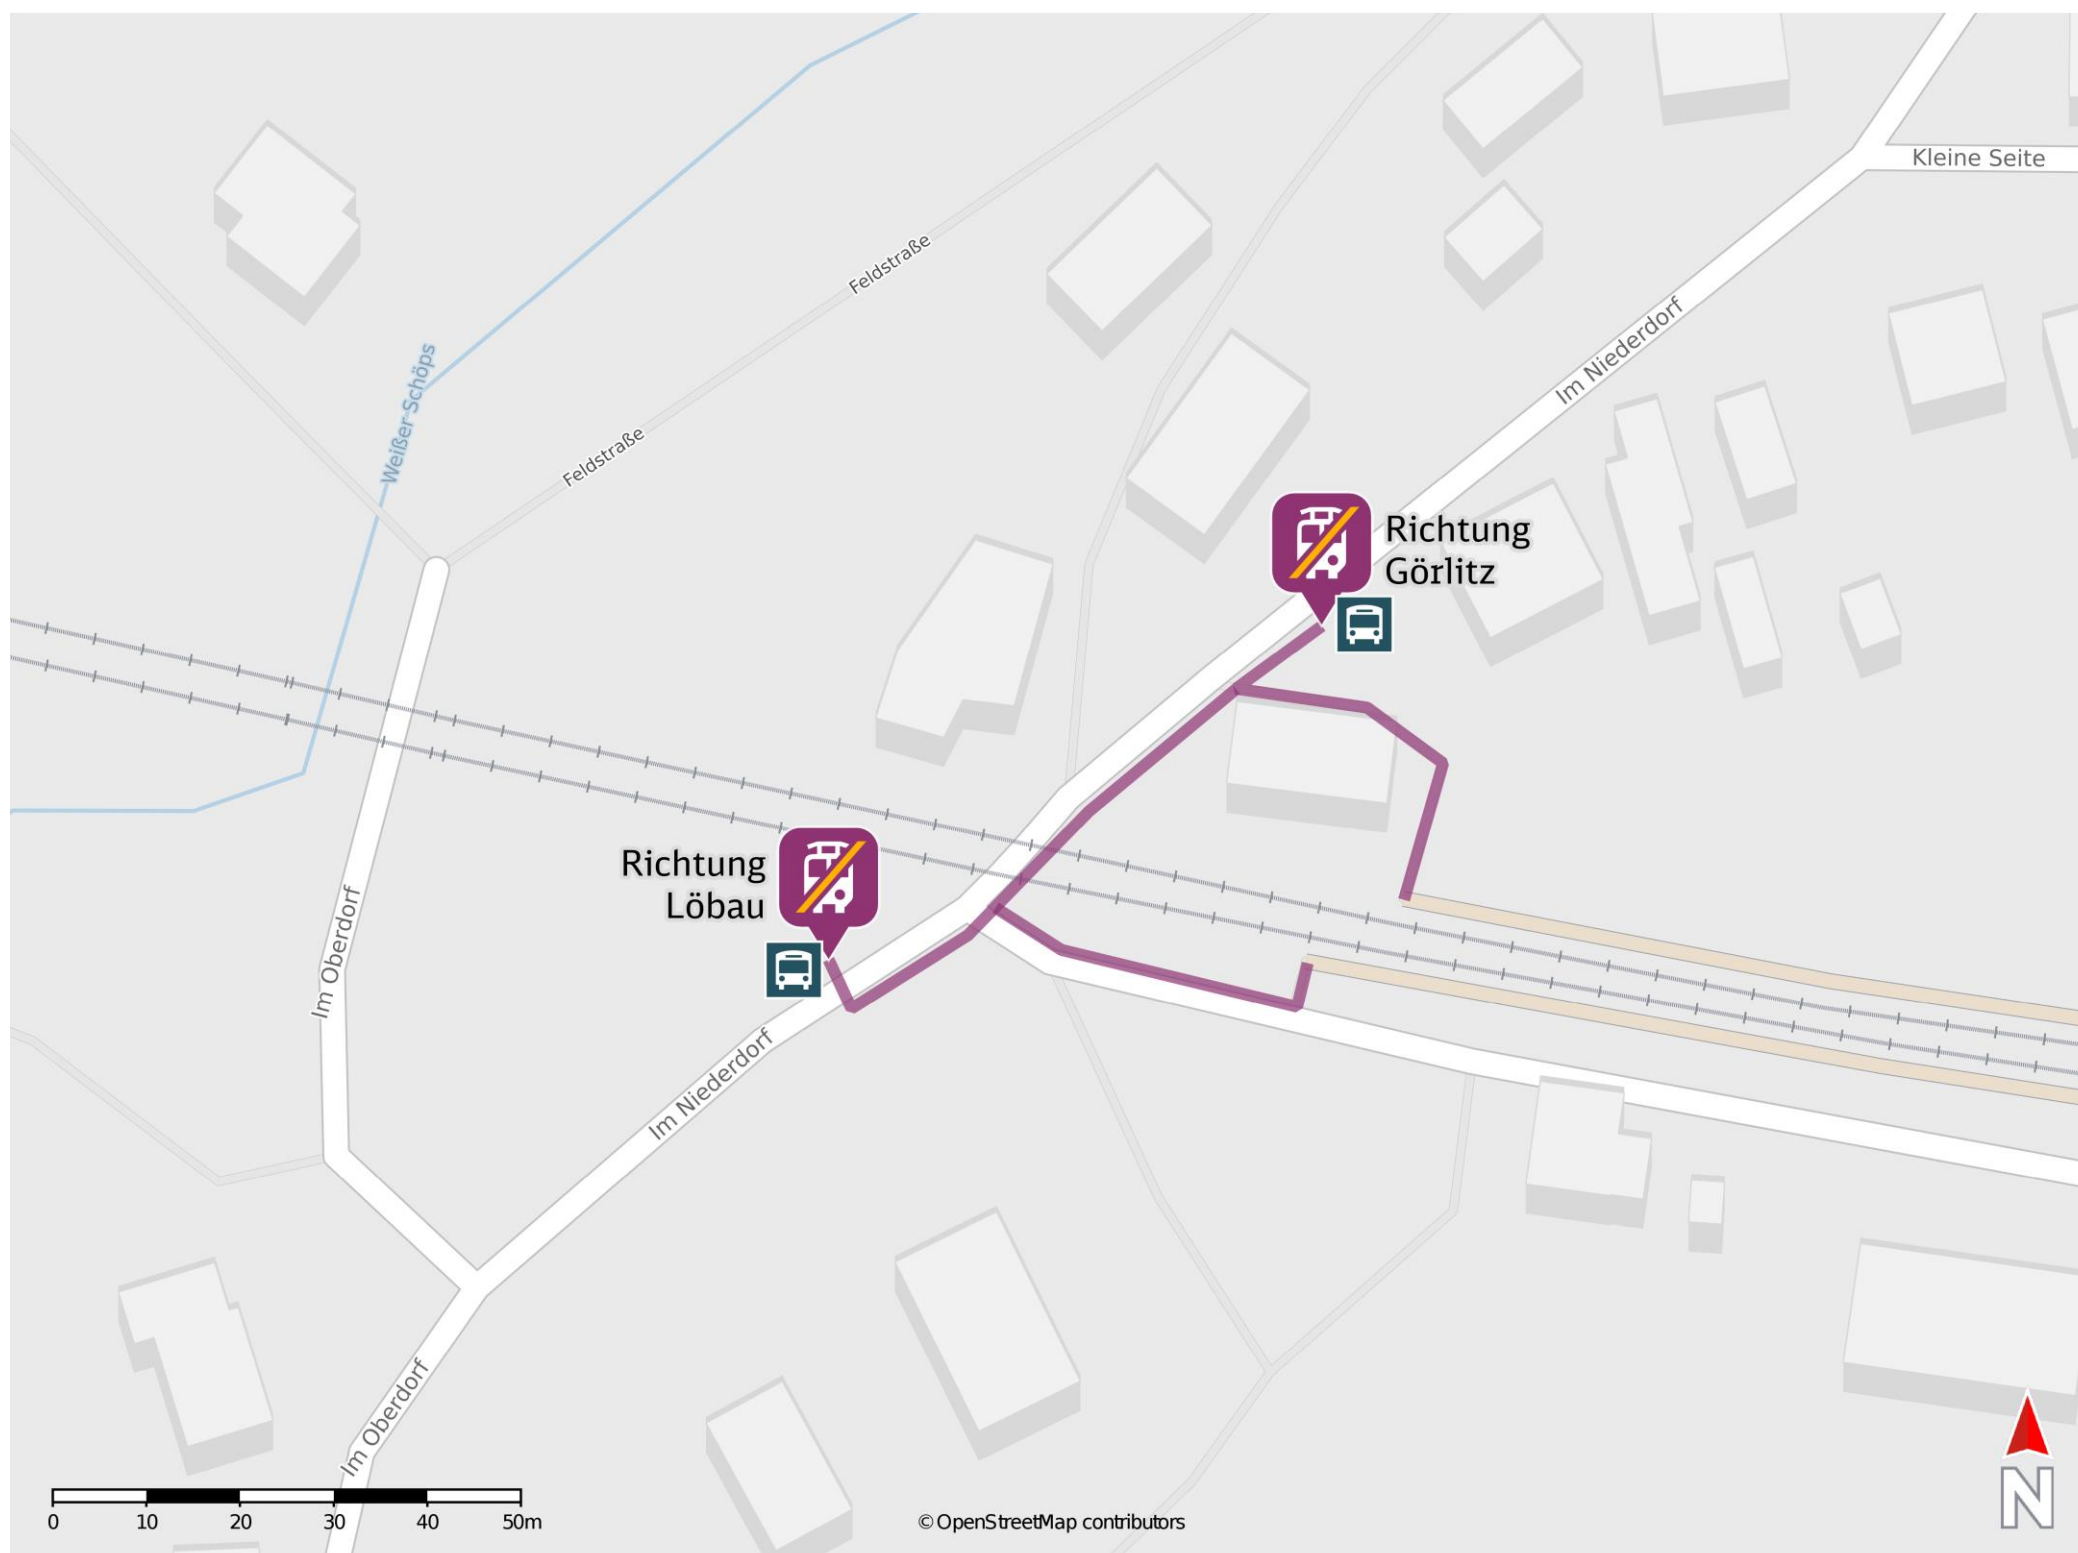 Kleine Seite
Feldstraße
Im Niederdorf
Weißer-Schöps
Feldstraße
Richtung
Görlitz
Richtung
Löbau
Im Oberdorf
Im Niederdorf
Im Oberdorf
0 10 20 30 40 50m
© OpenStreetMap contributors
N